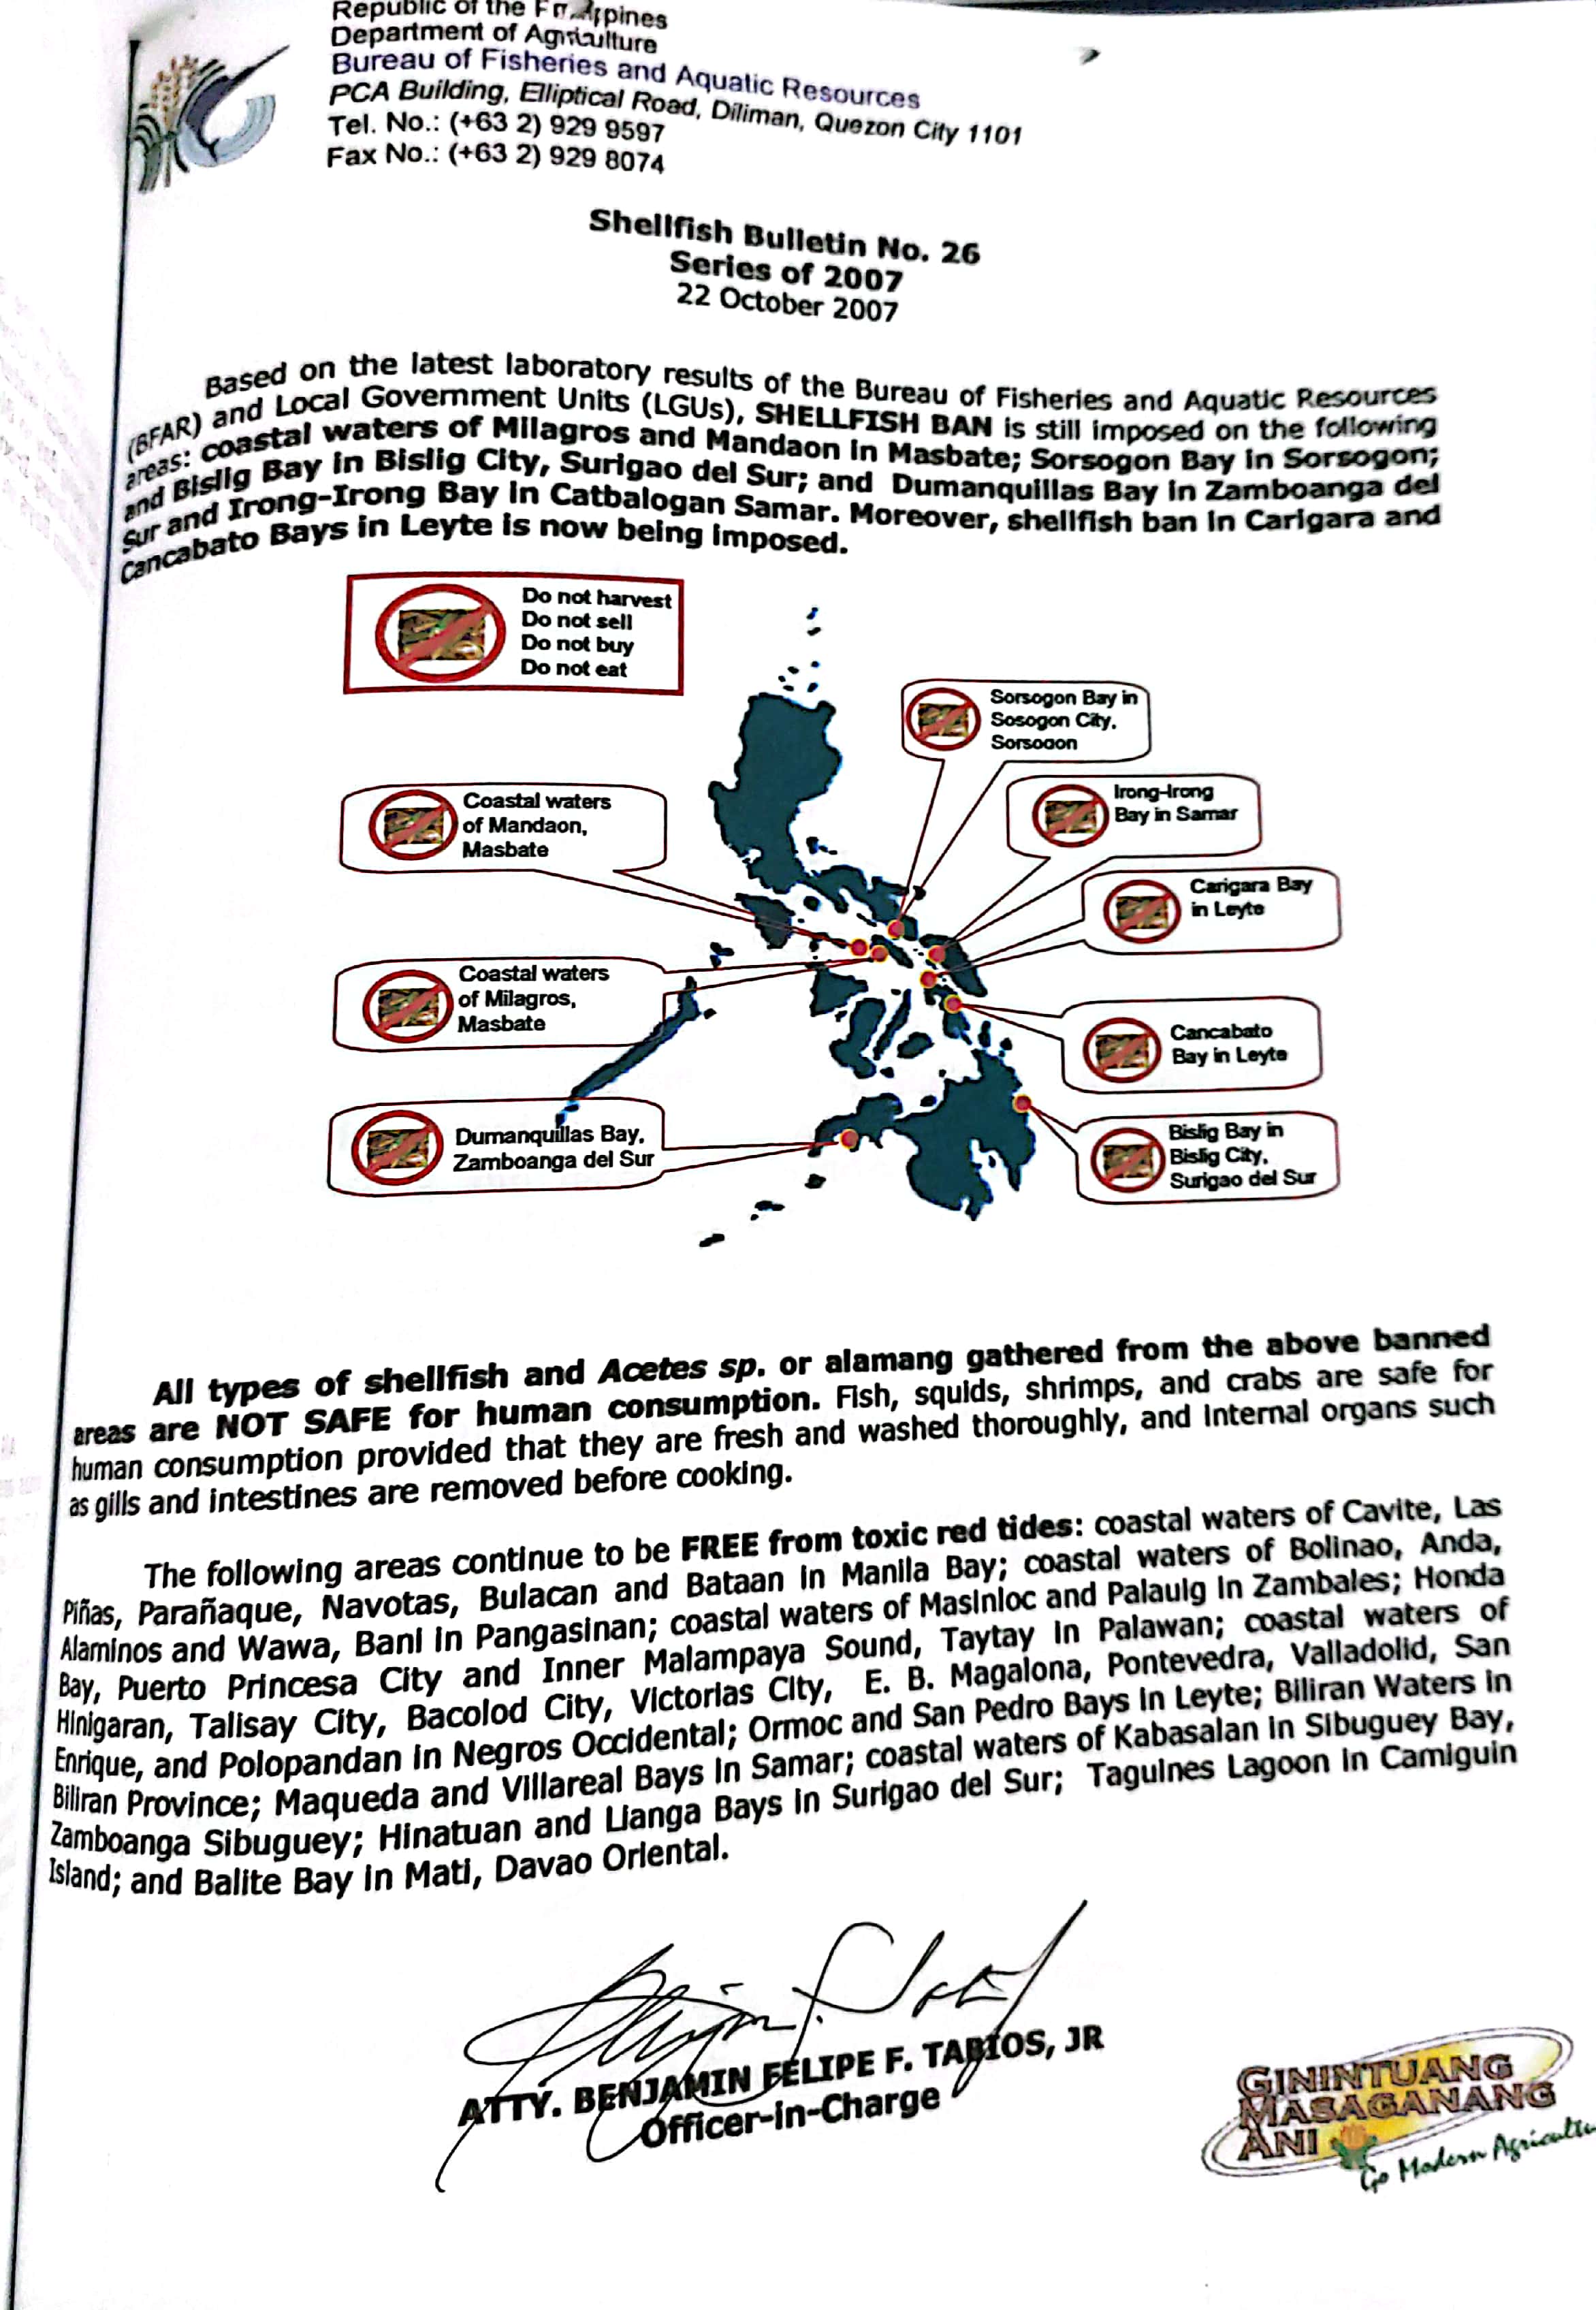 Republic of the Philippines
Department of Agriculture
Bureau of Fisheries and Aquatic Resources
PCA Building, Elliptical Road, Diliman, Quezon City 1101
Tel. No.: (+63 2) 929 9597
Fax No.: (+63 2) 929 8074
Shellfish Bulletin No. 26
Series of 2007
22 October 2007
Based on the latest laboratory results of the Bureau of Fisheries and Aquatic Resources
(BFAR) and Local Government Units (LGUs), SHELLFISH BAN is still imposed on the following
areas: coastal waters of Milagros and Mandaon in Masbate; Sorsogon Bay in Sorsogon;
and Bislig Bay in Bislig City, Surigao del Sur; and Dumanquillas Bay in Zamboanga del
Sur and Irong-Irong Bay in Catbalogan Samar. Moreover, shellfish ban in Carigara and
Cancabato Bays in Leyte is now being imposed.
Do not harvest
Do not sell
Do not buy
Do not eat
Sorsogon Bay in
Sosogon City,
Sorsogon
Coastal waters
of Mandaon,
Masbate
Irong-Irong
Bay in Samar
Carigara Bay
in Leyte
Coastal waters
of Milagros,
Masbate
Cancabato
Bay in Leyte
Dumanquillas Bay,
Zamboanga del Sur
Bislig Bay in
Bislig City,
Surigao del Sur
All types of shellfish and Acetes sp. or alamang gathered from the above banned
areas are NOT SAFE for human consumption. Fish, squids, shrimps, and crabs are safe for
human consumption provided that they are fresh and washed thoroughly, and internal organs such
as gills and intestines are removed before cooking.
The following areas continue to be FREE from toxic red tides: coastal waters of Cavite, Las
Piñas, Parañaque, Navotas, Bulacan and Bataan in Manila Bay; coastal waters of Bolinao, Anda,
Alaminos and Wawa, Bani in Pangasinan; coastal waters of Masinloc and Palauig in Zambales; Honda
Bay, Puerto Princesa City and Inner Malampaya Sound, Taytay in Palawan; coastal waters of
Hinigaran, Talisay City, Bacolod City, Victorias City, E. B. Magalona, Pontevedra, Valladolid, San
Enrique, and Polopandan in Negros Occidental; Ormoc and San Pedro Bays in Leyte; Biliran Waters in
Biliran Province; Maqueda and Villareal Bays in Samar; coastal waters of Kabasalan in Sibuguey Bay,
Zamboanga Sibuguey; Hinatuan and Lianga Bays in Surigao del Sur; Taguines Lagoon in Camiguin
Island; and Balite Bay in Mati, Davao Oriental.
ATTY. BENJAMIN FELIPE F. TABIOS, JR
Officer-in-Charge
GININTUANG
MASAGANANG
ANI
Go Modern